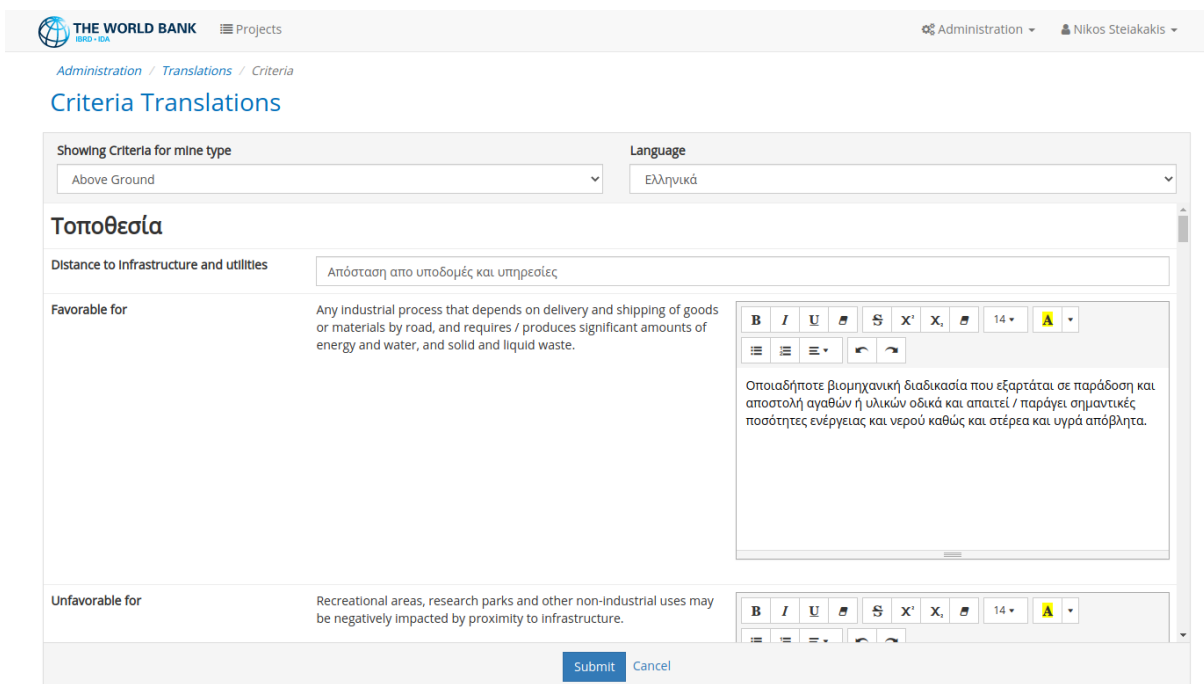 THE WORLD BANK
IBRD • IDA
Projects
Administration
Nikos Steiakakis
Administration / Translations / Criteria
Criteria Translations
Showing Criteria for mine type
Language
Above Ground
Ελληνικά
Τοποθεσία
Distance to Infrastructure and utilities
Απόσταση απο υποδομές και υπηρεσίες
Favorable for
Any industrial process that depends on delivery and shipping of goods
or materials by road, and requires / produces significant amounts of
energy and water, and solid and liquid waste.
B I U S X² X₂ 14 A
Οποιαδήποτε βιομηχανική διαδικασία που εξαρτάται σε παράδοση και
αποστολή αγαθών ή υλικών οδικά και απαιτεί / παράγει σημαντικές
ποσότητες ενέργειας και νερού καθώς και στέρεα και υγρά απόβλητα.
Unfavorable for
Recreational areas, research parks and other non-industrial uses may
be negatively impacted by proximity to infrastructure.
B I U S X² X₂ 14 A
Submit
Cancel